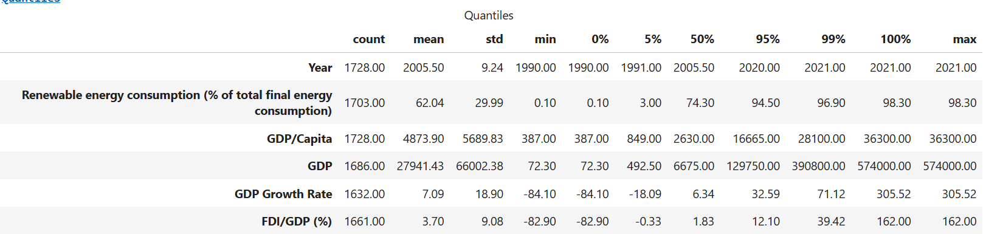 Quantiles
Quantiles
count mean std min 0% 5% 50% 95% 99% 100% max
Year 1728.00 2005.50 9.24 1990.00 1990.00 1991.00 2005.50 2020.00 2021.00 2021.00 2021.00
Renewable energy consumption (% of total final energy
consumption) 1703.00 62.04 29.99 0.10 0.10 3.00 74.30 94.50 96.90 98.30 98.30
GDP/Capita 1728.00 4873.90 5689.83 387.00 387.00 849.00 2630.00 16665.00 28100.00 36300.00 36300.00
GDP 1686.00 27941.43 66002.38 72.30 72.30 492.50 6675.00 129750.00 390800.00 574000.00 574000.00
GDP Growth Rate 1632.00 7.09 18.90 -84.10 -84.10 -18.09 6.34 32.59 71.12 305.52 305.52
FDI/GDP (%) 1661.00 3.70 9.08 -82.90 -82.90 -0.33 1.83 12.10 39.42 162.00 162.00